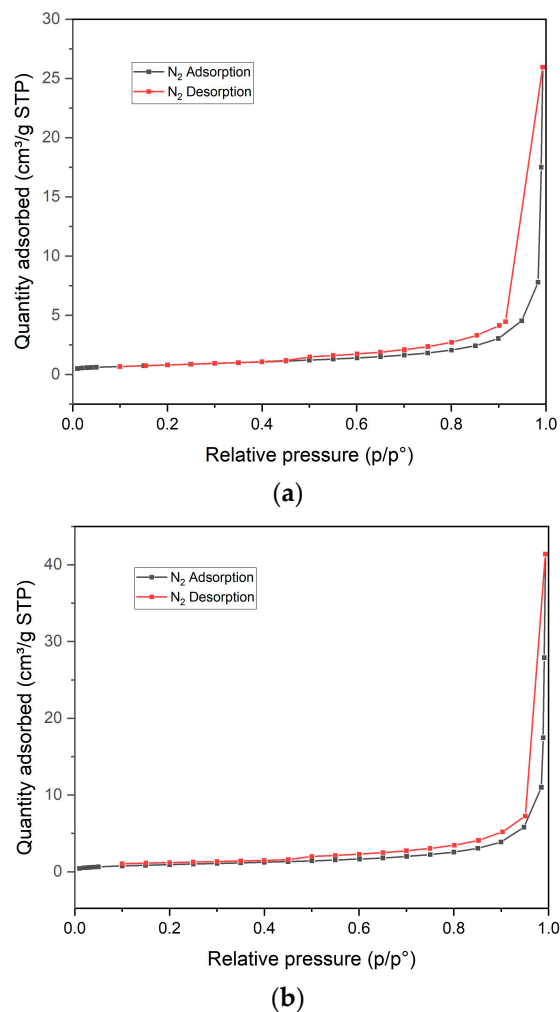 30
25
20
15
10
5
0
Quantity adsorbed (cm³/g STP)
N₂ Adsorption
N₂ Desorption
0.0 0.2 0.4 0.6 0.8 1.0
Relative pressure (p/p°)
(a)
40
30
20
10
0
Quantity adsorbed (cm³/g STP)
N₂ Adsorption
N₂ Desorption
0.0 0.2 0.4 0.6 0.8 1.0
Relative pressure (p/p°)
(b)